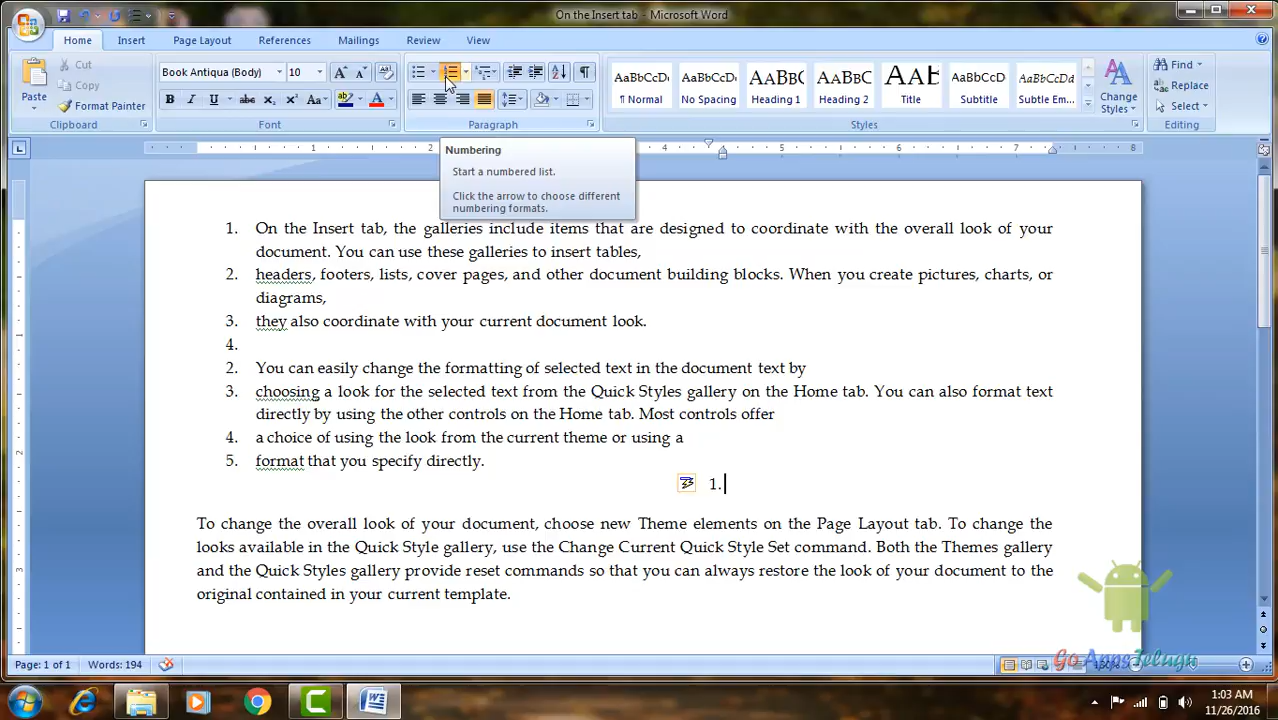 On the Insert tab - Microsoft Word
Home Insert Page Layout References Mailings Review View
Paste Cut Copy Format Painter
Clipboard
Book Antiqua (Body) 10
Font
Paragraph
AaBbCcDc ¶ Normal
AaBbCcDc No Spacing
AaBbC Heading 1
AaBbCc Heading 2
AaB Title
AaBbCcD Subtitle
AaBbCcDc Subtle Em...
Change Styles
Styles
Find Replace Select
Editing
Numbering
Start a numbered list.
Click the arrow to choose different
numbering formats.
1. On the Insert tab, the galleries include items that are designed to coordinate with the overall look of your
document. You can use these galleries to insert tables,
2. headers, footers, lists, cover pages, and other document building blocks. When you create pictures, charts, or
diagrams,
3. they also coordinate with your current document look.
4.
2. You can easily change the formatting of selected text in the document text by
3. choosing a look for the selected text from the Quick Styles gallery on the Home tab. You can also format text
directly by using the other controls on the Home tab. Most controls offer
4. a choice of using the look from the current theme or using a
5. format that you specify directly.
1.
To change the overall look of your document, choose new Theme elements on the Page Layout tab. To change the
looks available in the Quick Style gallery, use the Change Current Quick Style Set command. Both the Themes gallery
and the Quick Styles gallery provide reset commands so that you can always restore the look of your document to the
original contained in your current template.
Go Apps Telugu
Page: 1 of 1 Words: 194
1:03 AM
11/26/2016